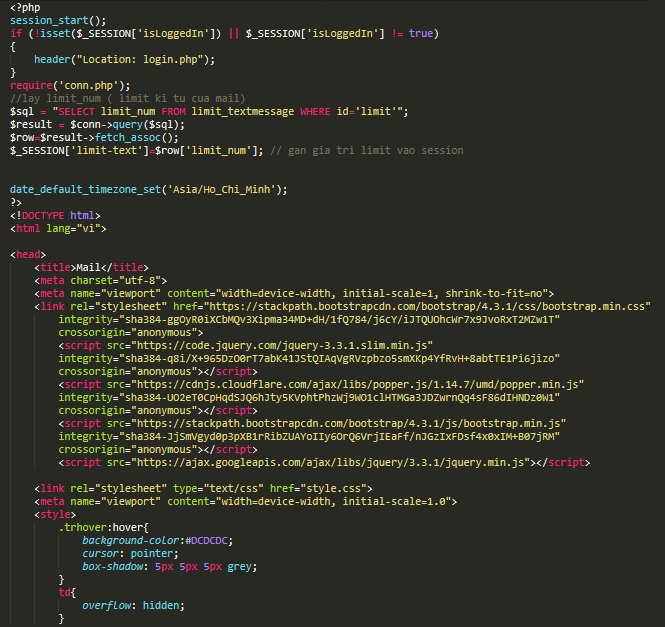 <?php
session_start();
if (!isset($_SESSION['isLoggedIn']) || $_SESSION['isLoggedIn'] != true)
{
    header("Location: login.php");
}
require('conn.php');
//lay limit_num ( limit ki tu cua mail)
$sql = "SELECT limit_num FROM limit_textmessage WHERE id='limit'";
$result = $conn->query($sql);
$row=$result->fetch_assoc();
$_SESSION['limit-text']=$row['limit_num']; // gan gia tri limit vao session
date_default_timezone_set('Asia/Ho_Chi_Minh');
?>
<!DOCTYPE html>
<html lang="vi">
<head>
    <title>Mail</title>
    <meta charset="utf-8">
    <meta name="viewport" content="width=device-width, initial-scale=1, shrink-to-fit=no">
    <link rel="stylesheet" href="https://stackpath.bootstrapcdn.com/bootstrap/4.3.1/css/bootstrap.min.css"
        integrity="sha384-ggOyR0iXCbMQv3Xipma34MD+dH/1fQ784/j6cY/iJTQUOhcWr7x9JvoRxT2MZw1T"
        crossorigin="anonymous">
        <script src="https://code.jquery.com/jquery-3.3.1.slim.min.js"
        integrity="sha384-q8i/X+965DzO0rT7abK41JStQIAqVgRVzpbzo5smXKp4YfRvH+8abtTE1Pi6jizo"
        crossorigin="anonymous"></script>
        <script src="https://cdnjs.cloudflare.com/ajax/libs/popper.js/1.14.7/umd/popper.min.js"
        integrity="sha384-UO2eT0CpHqdSJQ6hJty5KVphtPhzWj9WO1clHTMGa3JDZwrnQq4sF86dIHNDz0W1"
        crossorigin="anonymous"></script>
        <script src="https://stackpath.bootstrapcdn.com/bootstrap/4.3.1/js/bootstrap.min.js"
        integrity="sha384-JjSmVgyd0p3pXB1rRibZUAYoIIy6OrQ6VrjIEaFf/nJGzIxFDsf4x0xIM+B07jRM"
        crossorigin="anonymous"></script>
        <script src="https://ajax.googleapis.com/ajax/libs/jquery/3.3.1/jquery.min.js"></script>
    <link rel="stylesheet" type="text/css" href="style.css">
    <meta name="viewport" content="width=device-width, initial-scale=1.0">
    <style>
        .trhover:hover{
            background-color:#DCDCDC;
            cursor: pointer;
            box-shadow: 5px 5px 5px grey;
        }
        td{
            overflow: hidden;
        }